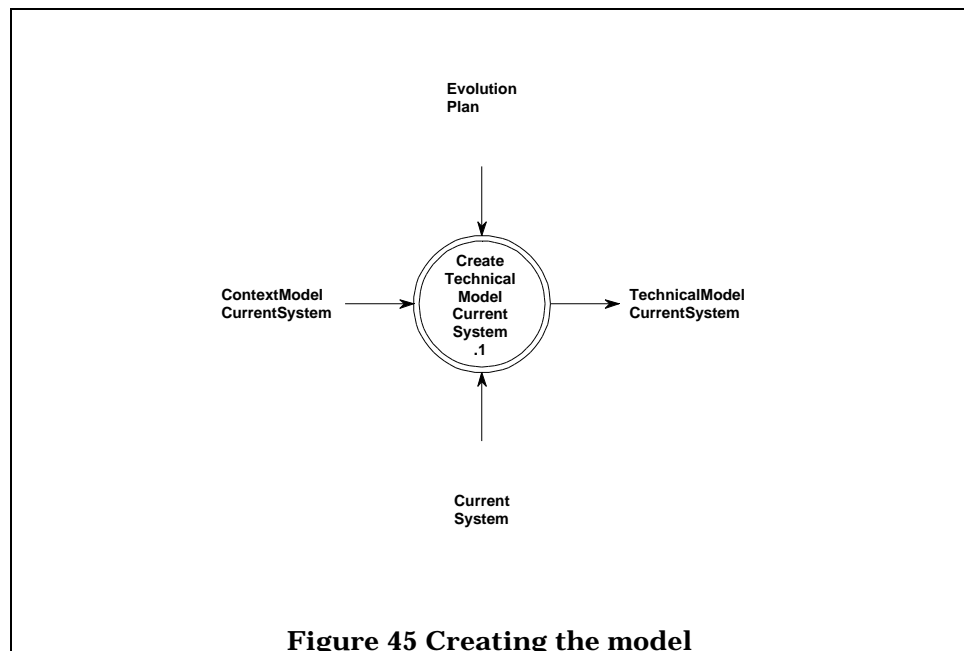 Evolution
Plan
ContextModel
CurrentSystem
Create
Technical
Model
Current
System
.1
TechnicalModel
CurrentSystem
Current
System
Figure 45 Creating the model